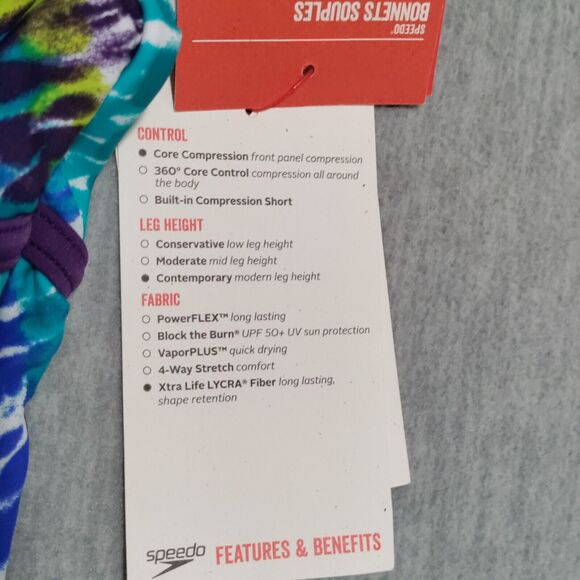 SPEEDO®
BONNETS SOUPLES
CONTROL
Core Compression front panel compression
360° Core Control compression all around
the body
Built-in Compression Short
LEG HEIGHT
Conservative low leg height
Moderate mid leg height
Contemporary modern leg height
FABRIC
PowerFLEX™ long lasting
Block the Burn® UPF 50+ UV sun protection
VaporPLUS™ quick drying
4-Way Stretch comfort
Xtra Life LYCRA® Fiber long lasting,
shape retention
speedo FEATURES & BENEFITS